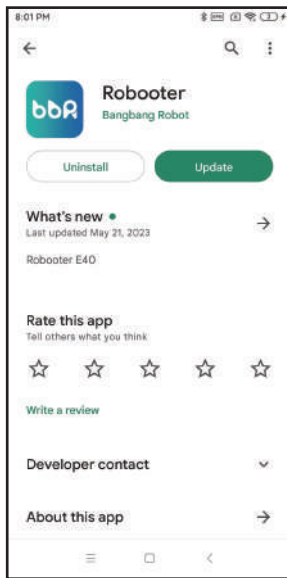 8:01 PM
bbR
Robooter
Bangbang Robot
Uninstall
Update
What's new
Last updated May 21, 2023
Robooter E40
Rate this app
Tell others what you think
Write a review
Developer contact
About this app